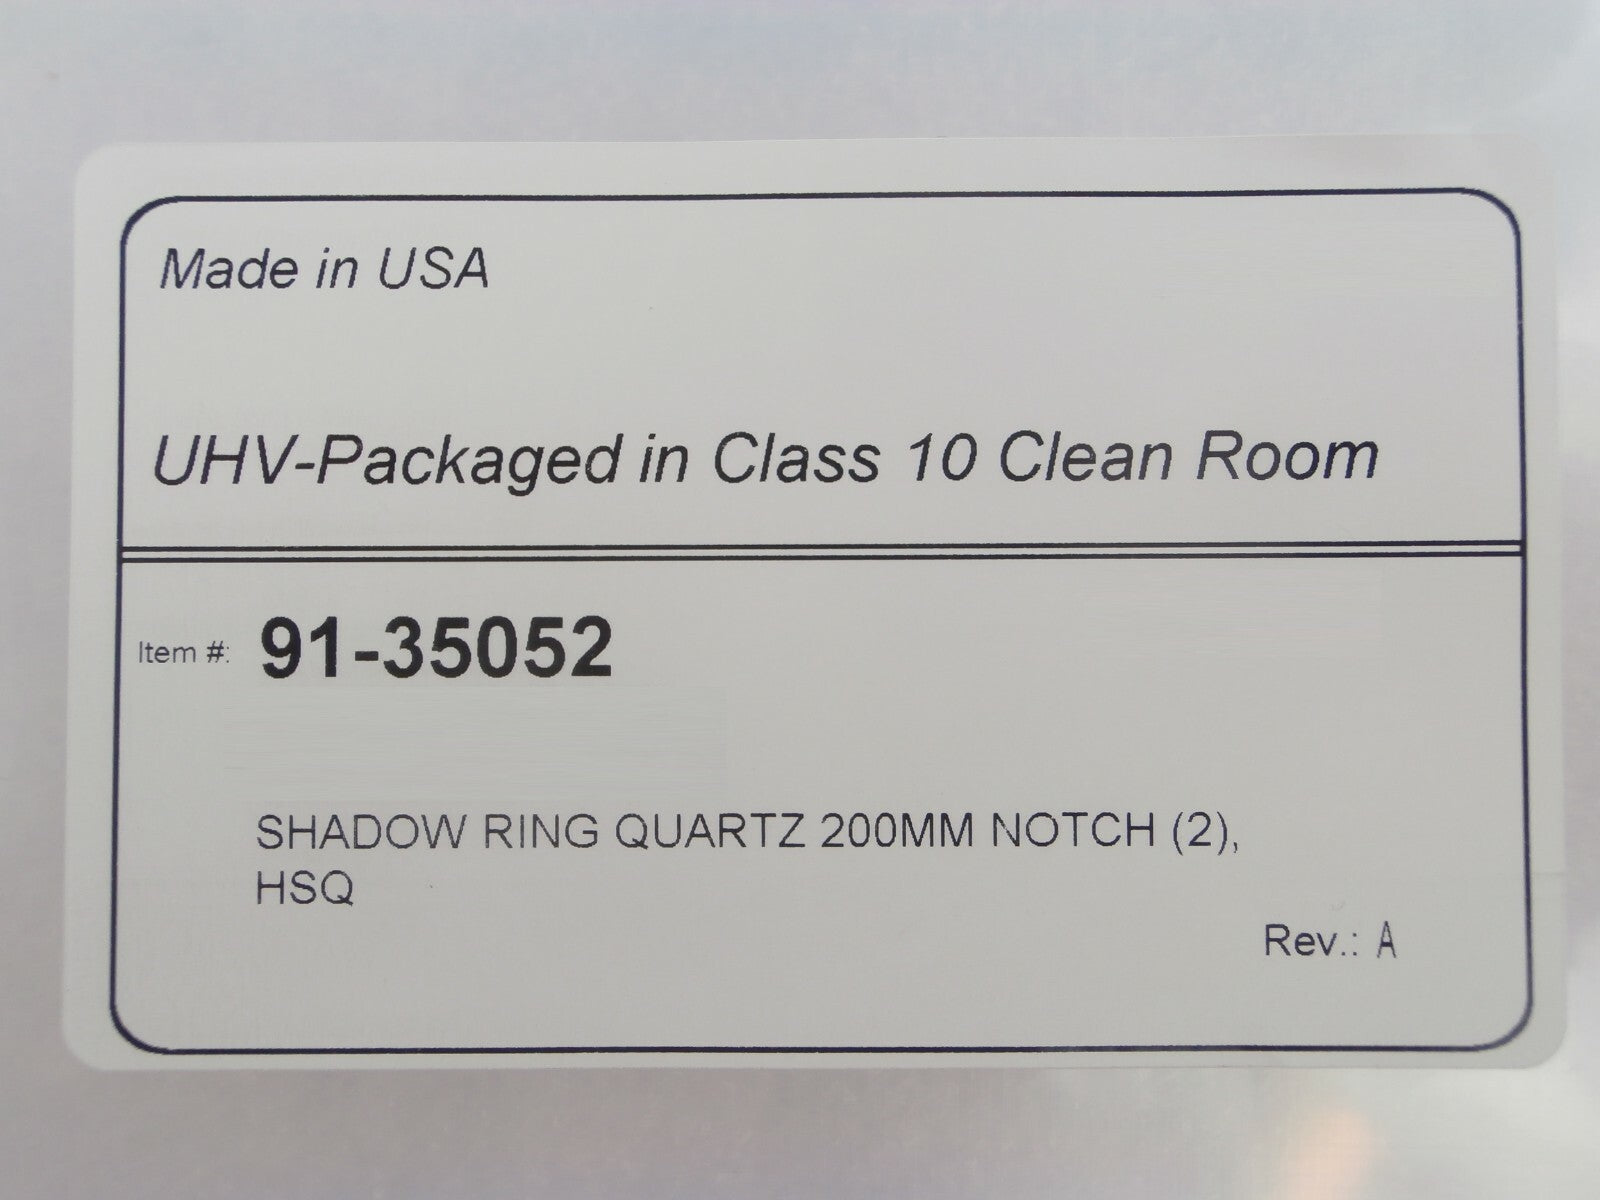 Made in USA
UHV-Packaged in Class 10 Clean Room
Item #: 91-35052
SHADOW RING QUARTZ 200MM NOTCH (2),
HSQ
Rev.: A